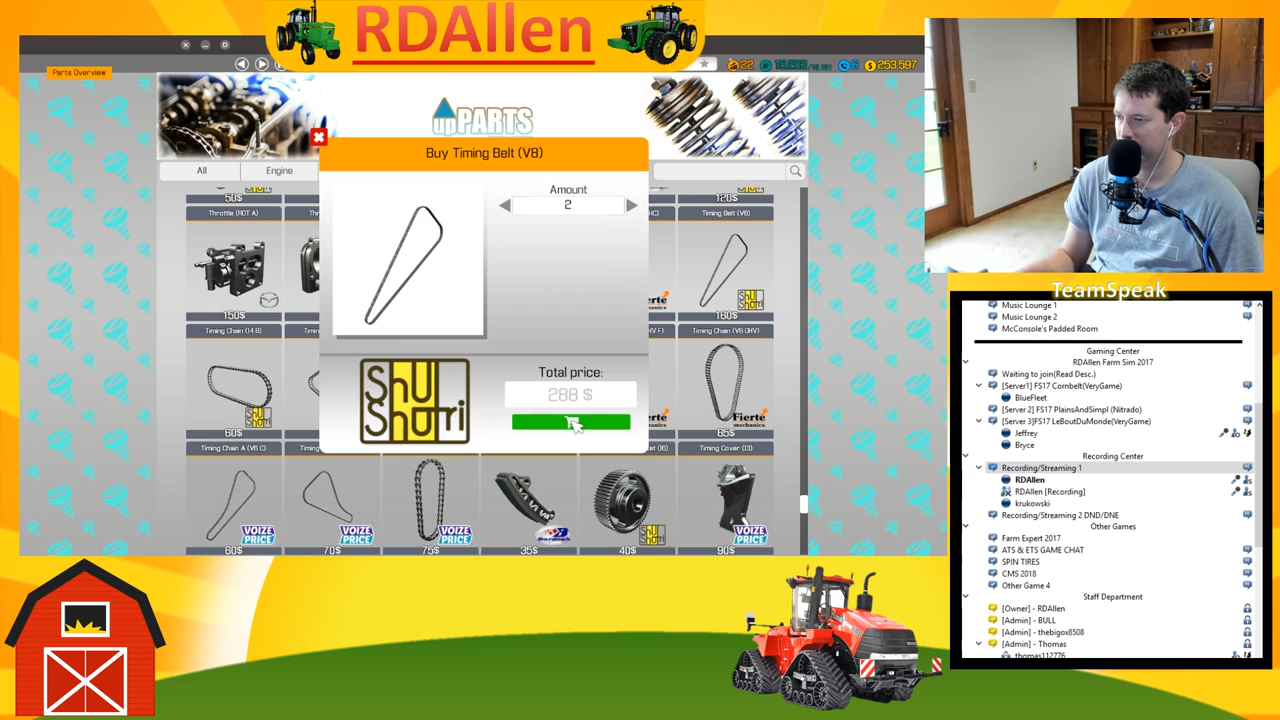 RDAllen
Parts Overview
22
6
253,597
upPARTS
Buy Timing Belt (V8)
All
Engine
Amount
2
50$
120$
Throttle (ROT A)
Timing Belt (V8)
150$
Fierte
160$
Timing Chain (I4 B)
Timing Chain (V8 OHV)
Shul
Shutri
Total price:
288 $
60$
Fierte
mechanics
65$
Timing Chain A (V6 C)
Timing Cover (I3)
VOIZE
PRICE
VOIZE
PRICE
VOIZE
PRICE
VOIZE
PRICE
60$
70$
75$
35$
40$
90$
TeamSpeak
Music Lounge 1
Music Lounge 2
McConsole's Padded Room
Gaming Center
RDAllen Farm Sim 2017
Waiting to join(Read Desc.)
[Server1] FS17 Cornbelt(VeryGame)
BlueFleet
[Server 2] FS17 PlainsAndSimpl (Nitrado)
[Server 3]FS17 LeBoutDuMonde(VeryGame)
Jeffrey
Bryce
Recording Center
Recording/Streaming 1
RDAllen
RDAllen [Recording]
krukowski
Recording/Streaming 2 DND/DNE
Other Games
Farm Expert 2017
ATS & ETS GAME CHAT
SPIN TIRES
CMS 2018
Other Game 4
Staff Department
[Owner] - RDAllen
[Admin] - BULL
[Admin] - thebigox8508
[Admin] - Thomas
thomas112776